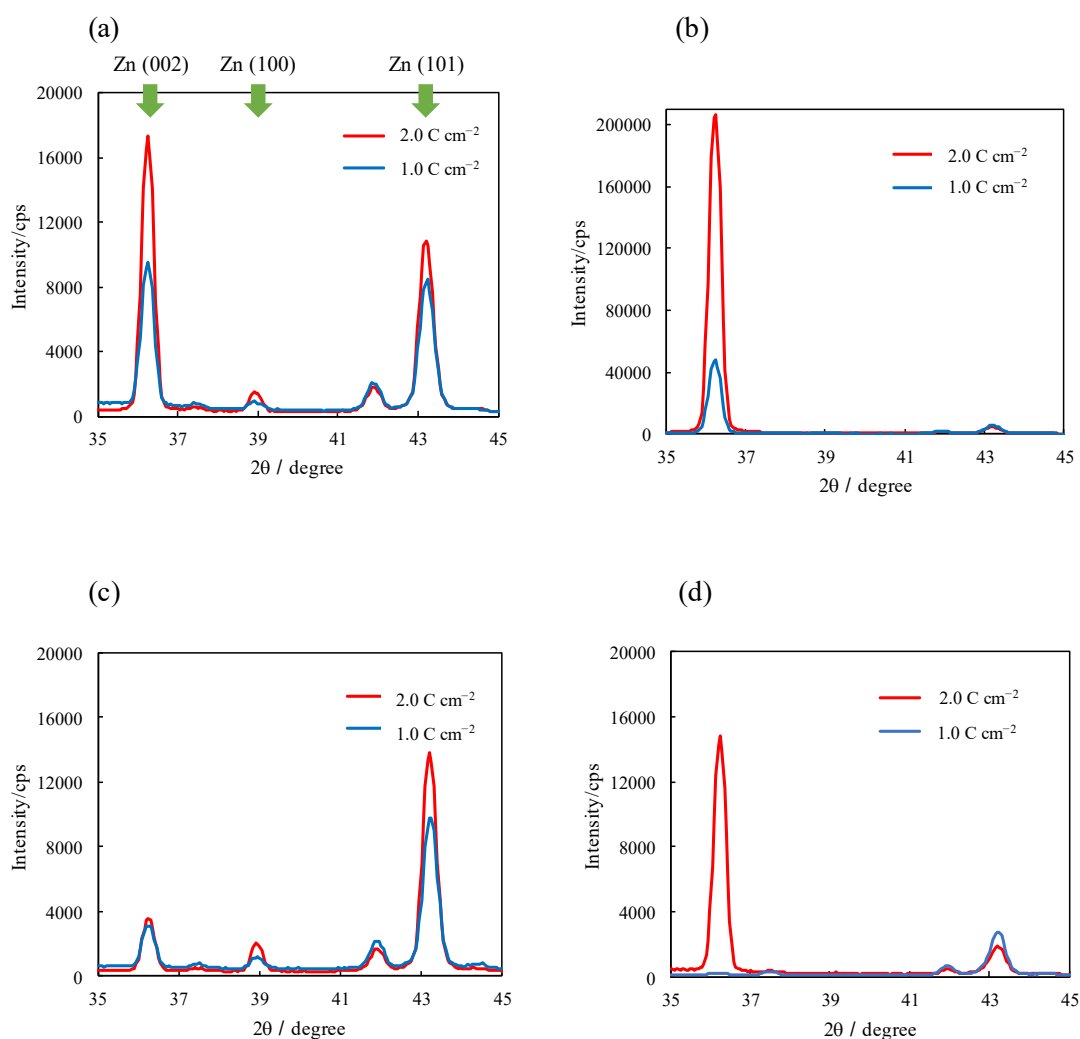 (a)
Zn (002) Zn (100) Zn (101)
20000
16000
12000
8000
4000
0
Intensity/cps
2.0 C cm⁻²
1.0 C cm⁻²
35 37 39 41 43 45
2θ / degree
(b)
200000
160000
120000
80000
40000
0
Intensity/cps
2.0 C cm⁻²
1.0 C cm⁻²
35 37 39 41 43 45
2θ / degree
(c)
20000
16000
12000
8000
4000
0
Intensity/cps
2.0 C cm⁻²
1.0 C cm⁻²
35 37 39 41 43 45
2θ / degree
(d)
20000
16000
12000
8000
4000
0
Intensity/cps
2.0 C cm⁻²
1.0 C cm⁻²
35 37 39 41 43 45
2θ / degree